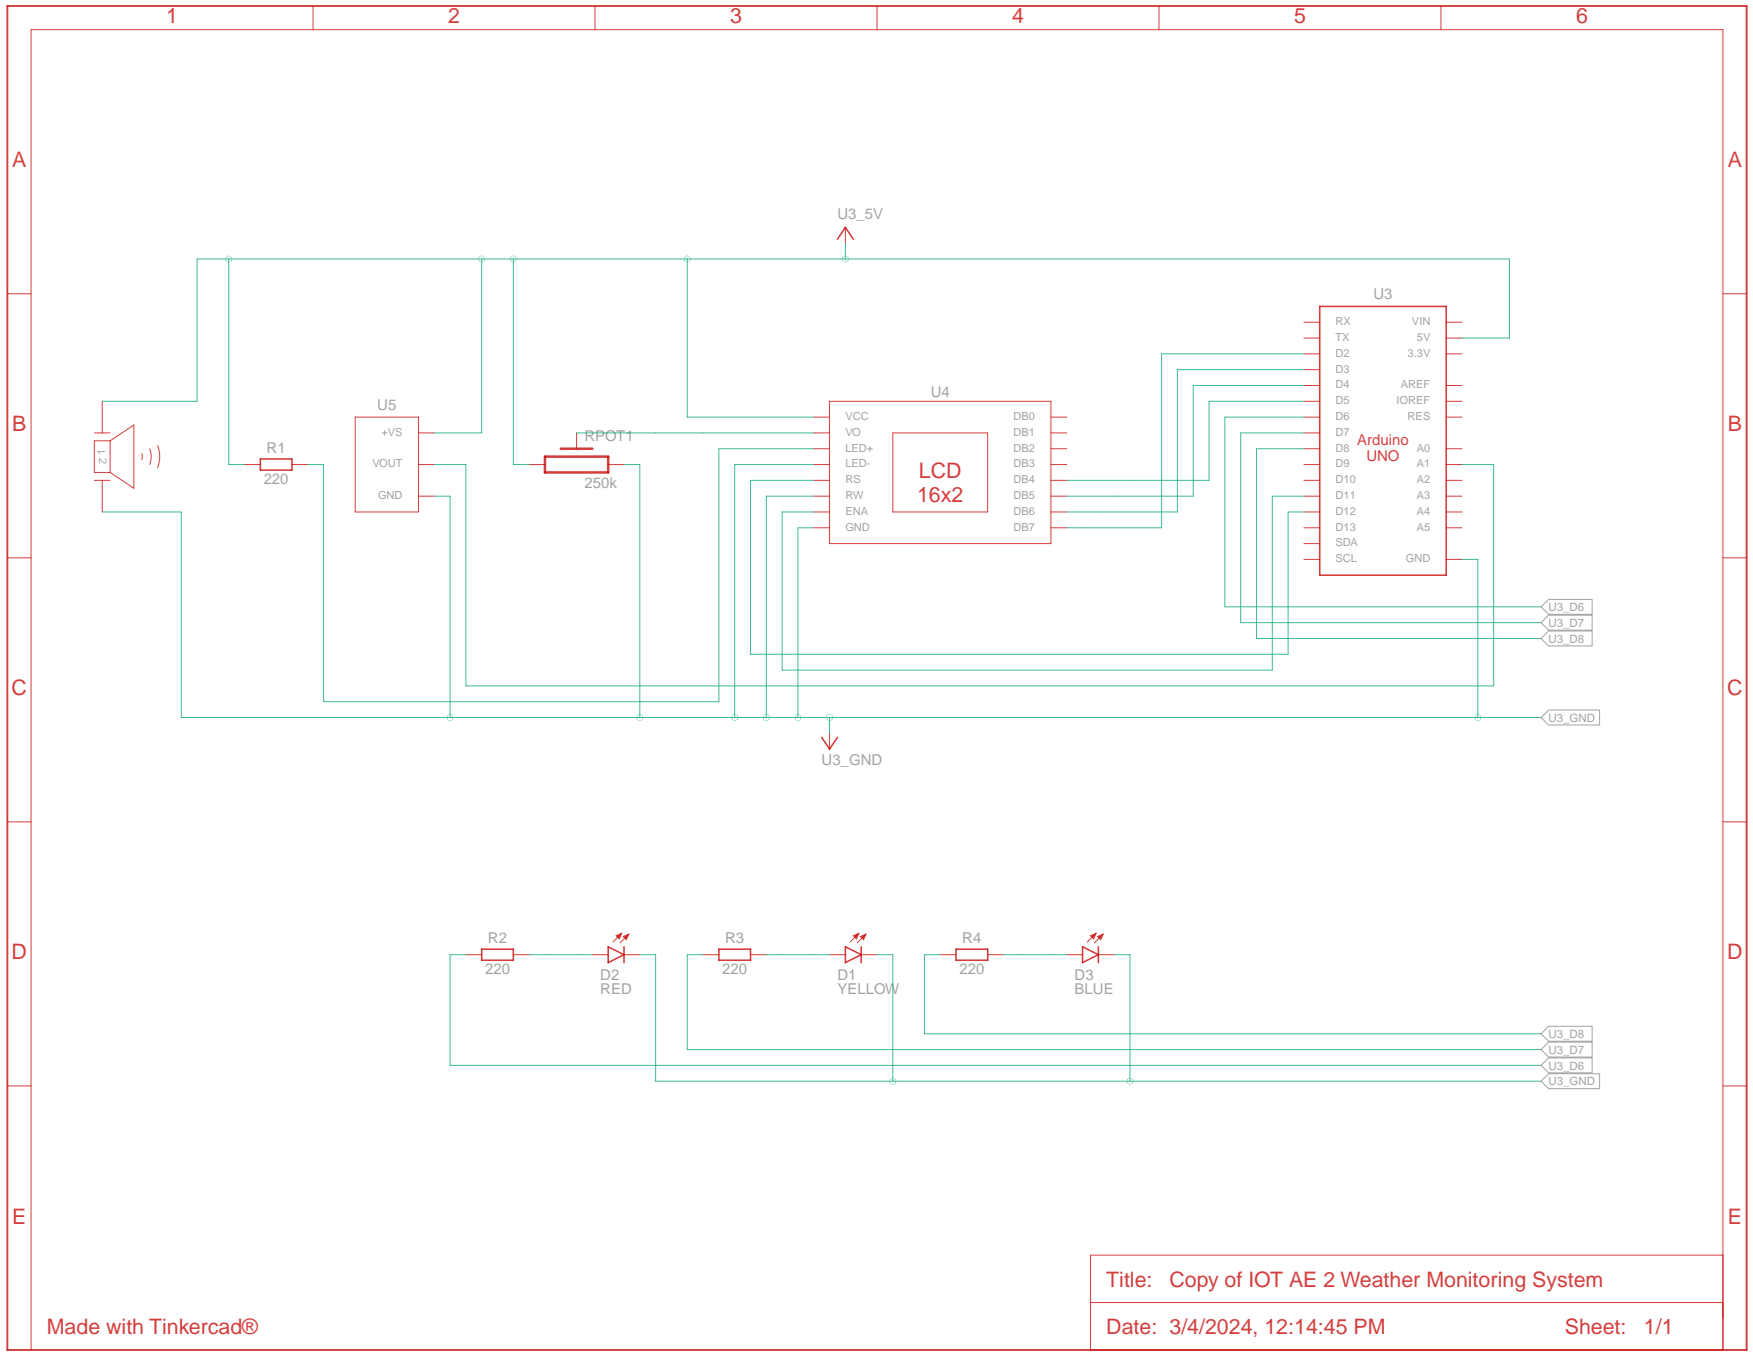 1 2 3 4 5 6
A A
U3_5V
U3
RX VIN
TX 5V
D2 3.3V
D3
D4 AREF
D5 IOREF
D6 RES
D7
D8 A0
D9 A1
D10 A2
D11 A3
D12 A4
D13 A5
SDA
SCL GND
Arduino
UNO
B B
U4
VCC DB0
VO DB1
LED+ DB2
LED- DB3
RS DB4
RW DB5
ENA DB6
GND DB7
LCD
16x2
U5
+VS
VOUT
GND
RPOT1
250k
R1
220
1 2
U3_D6
U3_D7
U3_D8
C C
U3_GND
U3_GND
D D
R2
220
D2
RED
R3
220
D1
YELLOW
R4
220
D3
BLUE
U3_D8
U3_D7
U3_D6
U3_GND
E E
Title: Copy of IOT AE 2 Weather Monitoring System
Made with Tinkercad®
Date: 3/4/2024, 12:14:45 PM Sheet: 1/1